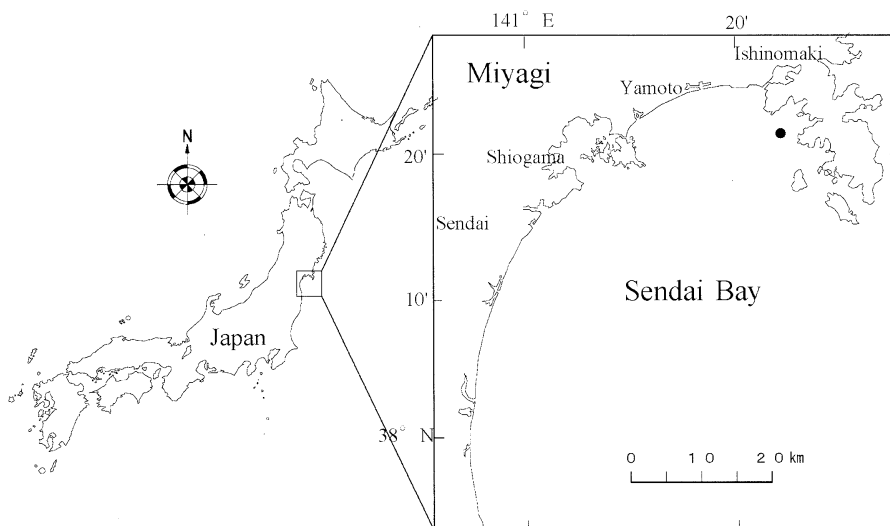 141° E
20'
Ishinomaki
Miyagi
Yamoto
N
20'
Shiogama
Sendai
Sendai Bay
10'
Japan
38° N
0 10 20 km